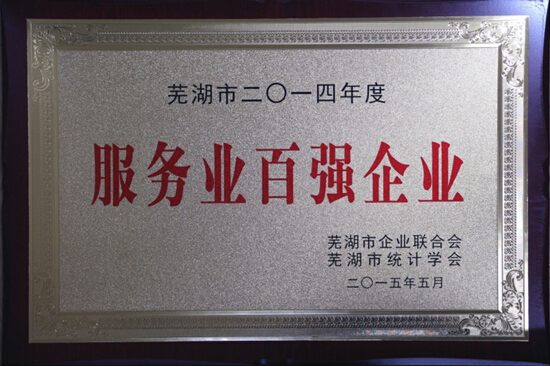 芜湖市二〇一四年度
服务业百强企业
芜湖市企业联合会
芜湖市统计学会
二〇一五年五月